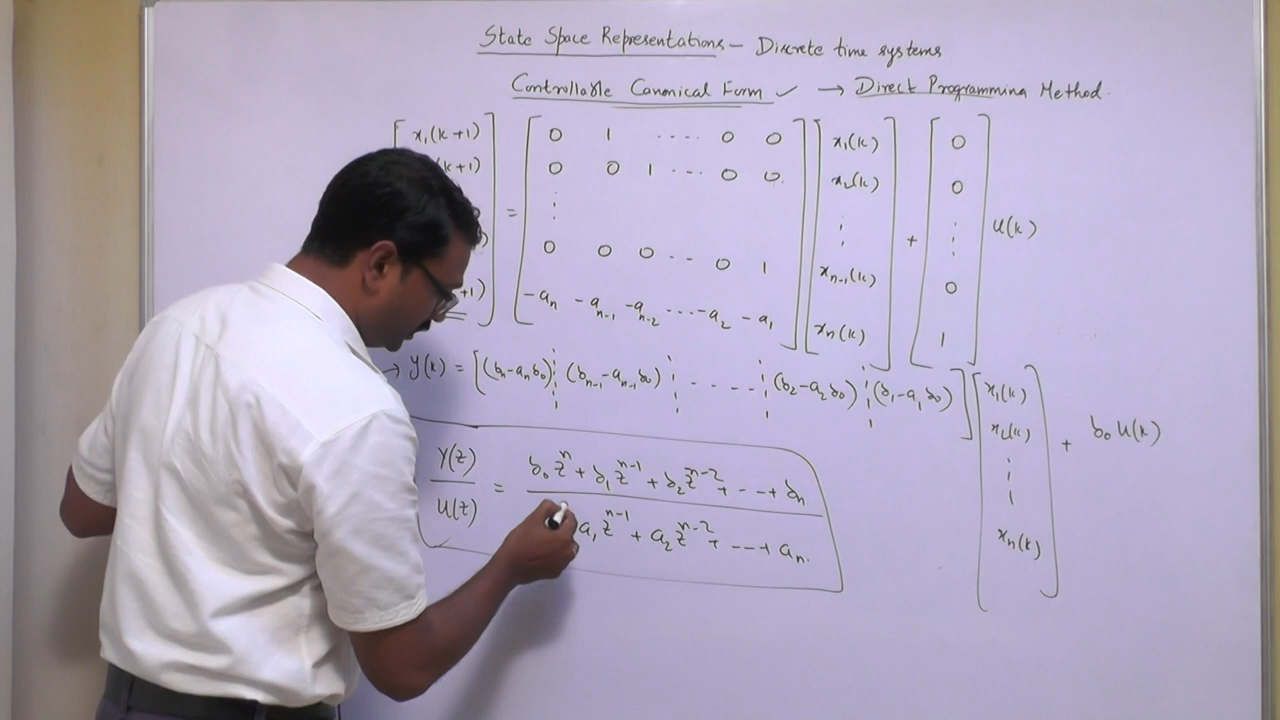 State Space Representations – Discrete time systems
Controllable Canonical Form ✓ → Direct Programming Method.
[ x₁(k+1) = [ 0 1 .... 0 0 ] [ x₁(k) ] + [ 0 ] u(k)
(k+1) 0 0 1 ... 0 0 x₂(k) 0
⋮ ⋮ ⋮
) 0 0 0 .. 0 1 xₙ₋₁(k) 0
+1) ] -aₙ -aₙ₋₁ -aₙ₋₂ ... -a₂ -a₁ xₙ(k) 1
→ y(k) = [(bₙ-aₙb₀) ⋮ (bₙ₋₁-aₙ₋₁b₀) ⋮ ..... ⋮ (b₂-a₂b₀) ⋮ (b₁-a₁b₀)] [ x₁(k) x₂(k) ⋮ xₙ(k) ] + b₀ u(k)
Y(z)/U(z) = b₀zⁿ + b₁zⁿ⁻¹ + b₂zⁿ⁻² + --- + bₙ
a₁zⁿ⁻¹ + a₂zⁿ⁻² + --- + aₙ.